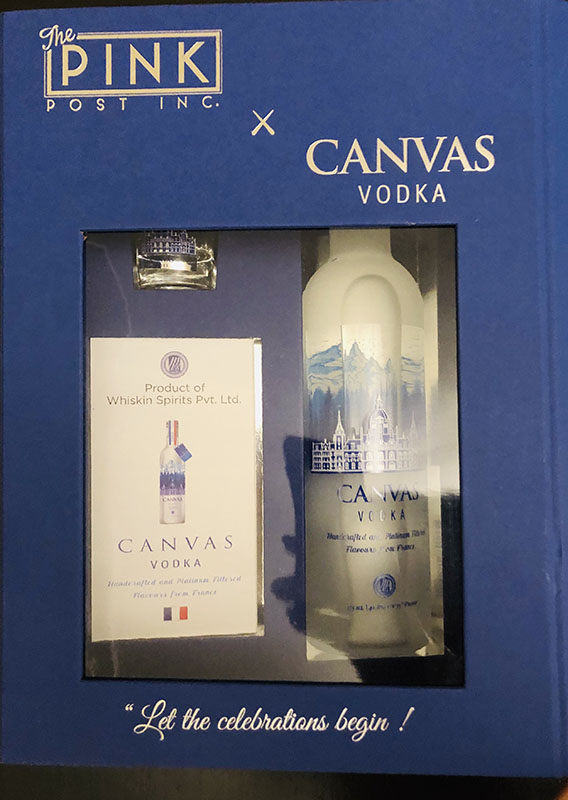 The
PINK
POST INC.
X
CANVAS
VODKA
Product of
Whiskin Spirits Pvt. Ltd.
CANVAS
CANVAS
VODKA
Handcrafted and Platinum Filtered
Flavours from France
CANVAS
VODKA
Handcrafted and Platinum Filtered
Flavours from France
"Let the celebrations begin !